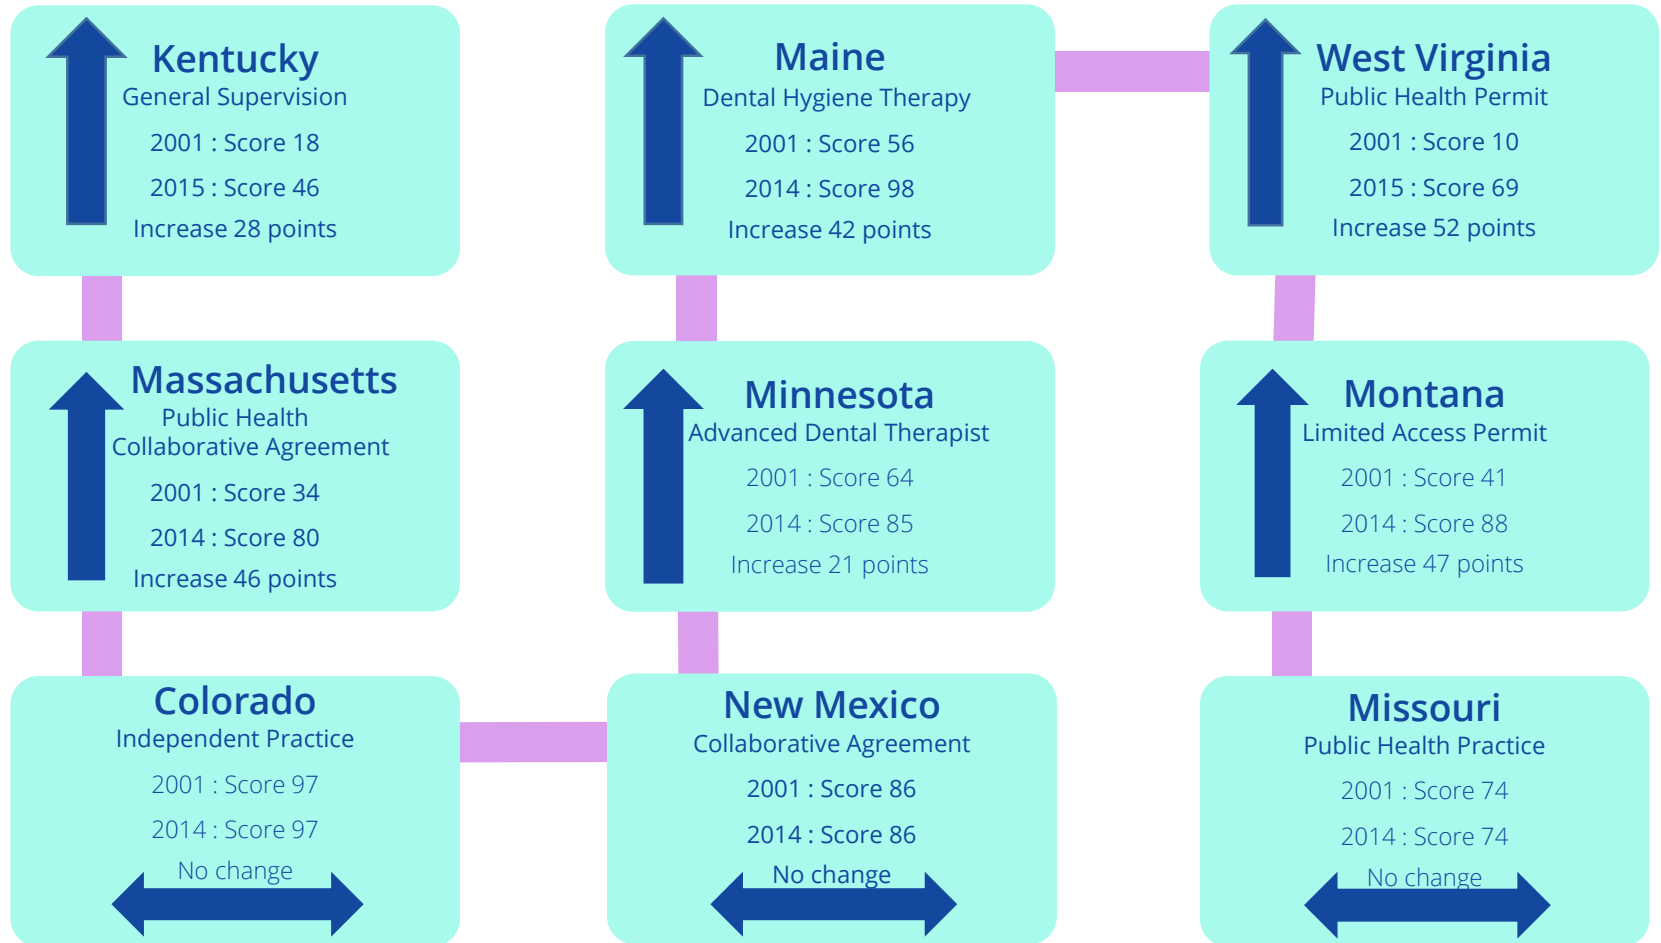 Kentucky
General Supervision
2001 : Score 18
2015 : Score 46
Increase 28 points
Maine
Dental Hygiene Therapy
2001 : Score 56
2014 : Score 98
Increase 42 points
West Virginia
Public Health Permit
2001 : Score 10
2015 : Score 69
Increase 52 points
Massachusetts
Public Health
Collaborative Agreement
2001 : Score 34
2014 : Score 80
Increase 46 points
Minnesota
Advanced Dental Therapist
2001 : Score 64
2014 : Score 85
Increase 21 points
Montana
Limited Access Permit
2001 : Score 41
2014 : Score 88
Increase 47 points
Colorado
Independent Practice
2001 : Score 97
2014 : Score 97
No change
New Mexico
Collaborative Agreement
2001 : Score 86
2014 : Score 86
No change
Missouri
Public Health Practice
2001 : Score 74
2014 : Score 74
No change